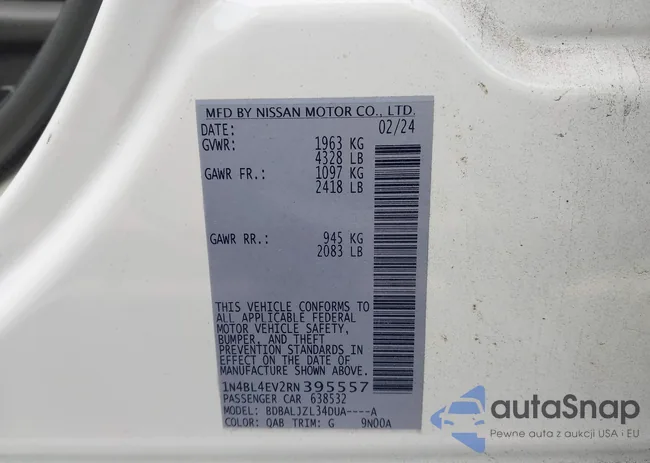 MFD BY NISSAN MOTOR CO., LTD.
DATE: 02/24
GVWR: 1963 KG
4328 LB
GAWR FR.: 1097 KG
2418 LB
GAWR RR.: 945 KG
2083 LB
THIS VEHICLE CONFORMS TO
ALL APPLICABLE FEDERAL
MOTOR VEHICLE SAFETY,
BUMPER, AND THEFT
PREVENTION STANDARDS IN
EFFECT ON THE DATE OF
MANUFACTURE SHOWN ABOVE.
1N4BL4EV2RN395557
PASSENGER CAR 638532
MODEL: BDBALJZL34DUA----A
COLOR: QAB TRIM: G 9N00A
autoSnap
Pewne auta z aukcji USA i EU